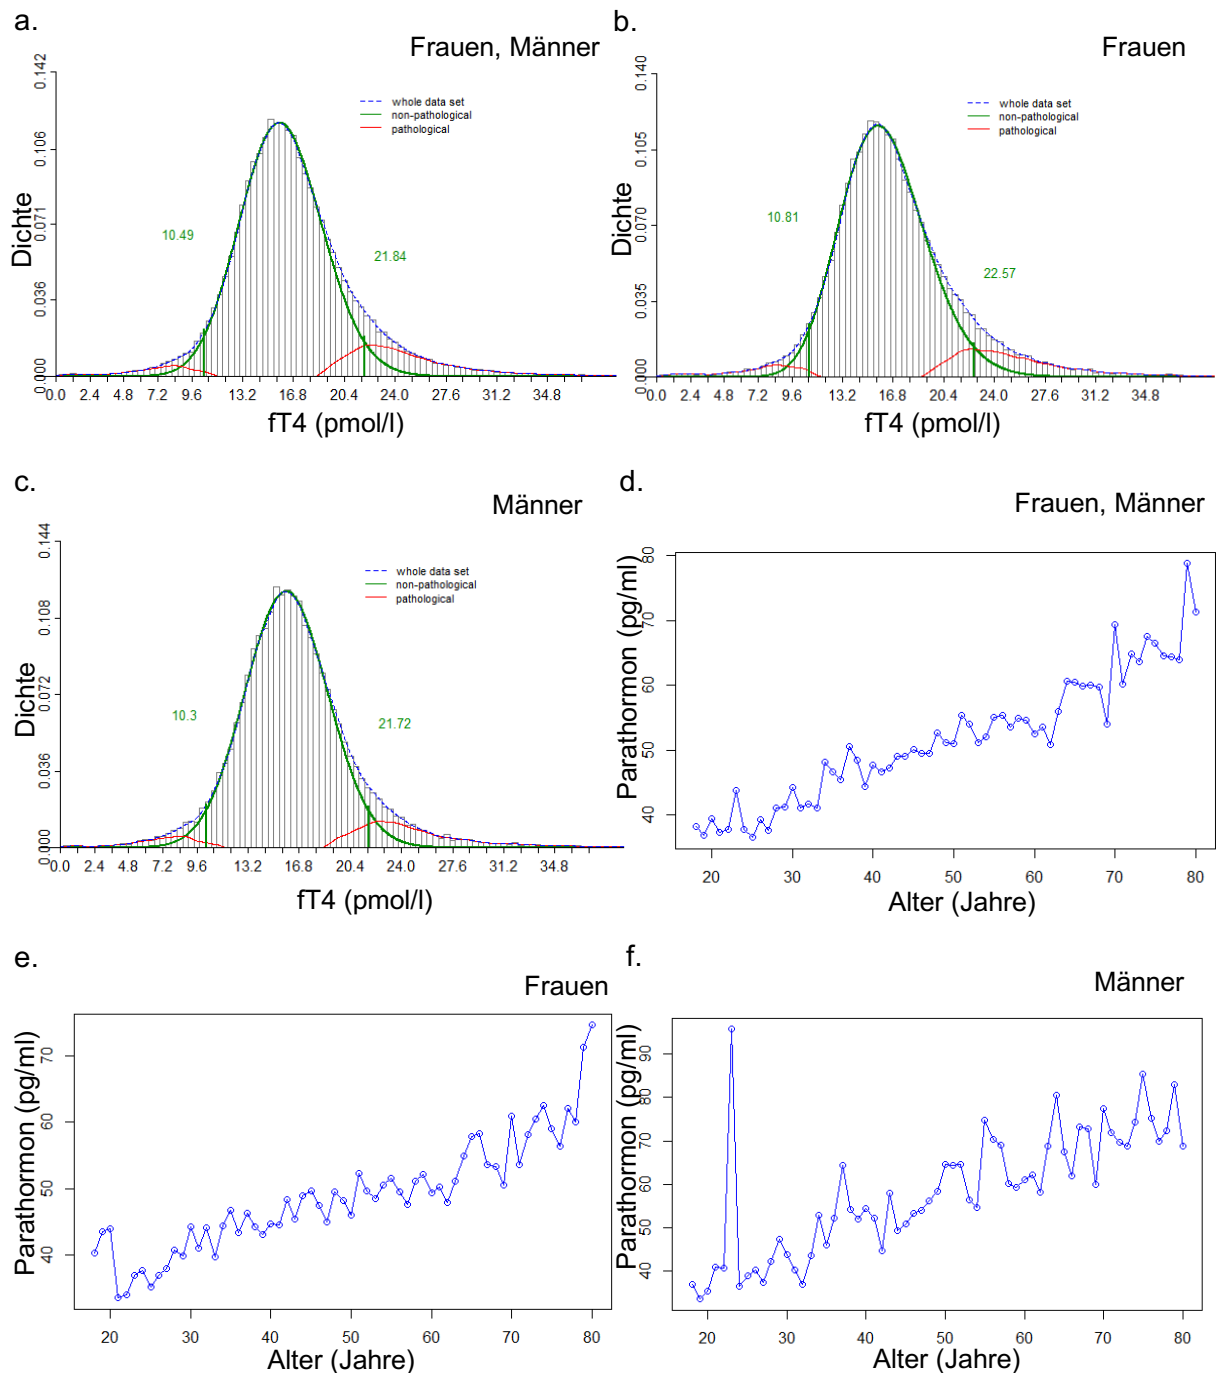 a.
Frauen, Männer
0.142
0.106
0.071
0.036
0.000
Dichte
whole data set
non-pathological
pathological
10.49
21.84
0.0 2.4 4.8 7.2 9.6 13.2 16.8 20.4 24.0 27.6 31.2 34.8
fT4 (pmol/l)
b.
Frauen
0.140
0.105
0.070
0.035
0.000
Dichte
whole data set
non-pathological
pathological
10.81
22.57
0.0 2.4 4.8 7.2 9.6 13.2 16.8 20.4 24.0 27.6 31.2 34.8
fT4 (pmol/l)
c.
Männer
0.144
0.108
0.072
0.036
0.000
Dichte
whole data set
non-pathological
pathological
10.3
21.72
0.0 2.4 4.8 7.2 9.6 13.2 16.8 20.4 24.0 27.6 31.2 34.8
fT4 (pmol/l)
d.
Frauen, Männer
80
70
60
50
40
Parathormon (pg/ml)
20 30 40 50 60 70 80
Alter (Jahre)
e.
Frauen
70
60
50
40
Parathormon (pg/ml)
20 30 40 50 60 70 80
Alter (Jahre)
f.
Männer
90
80
70
60
50
40
Parathormon (pg/ml)
20 30 40 50 60 70 80
Alter (Jahre)